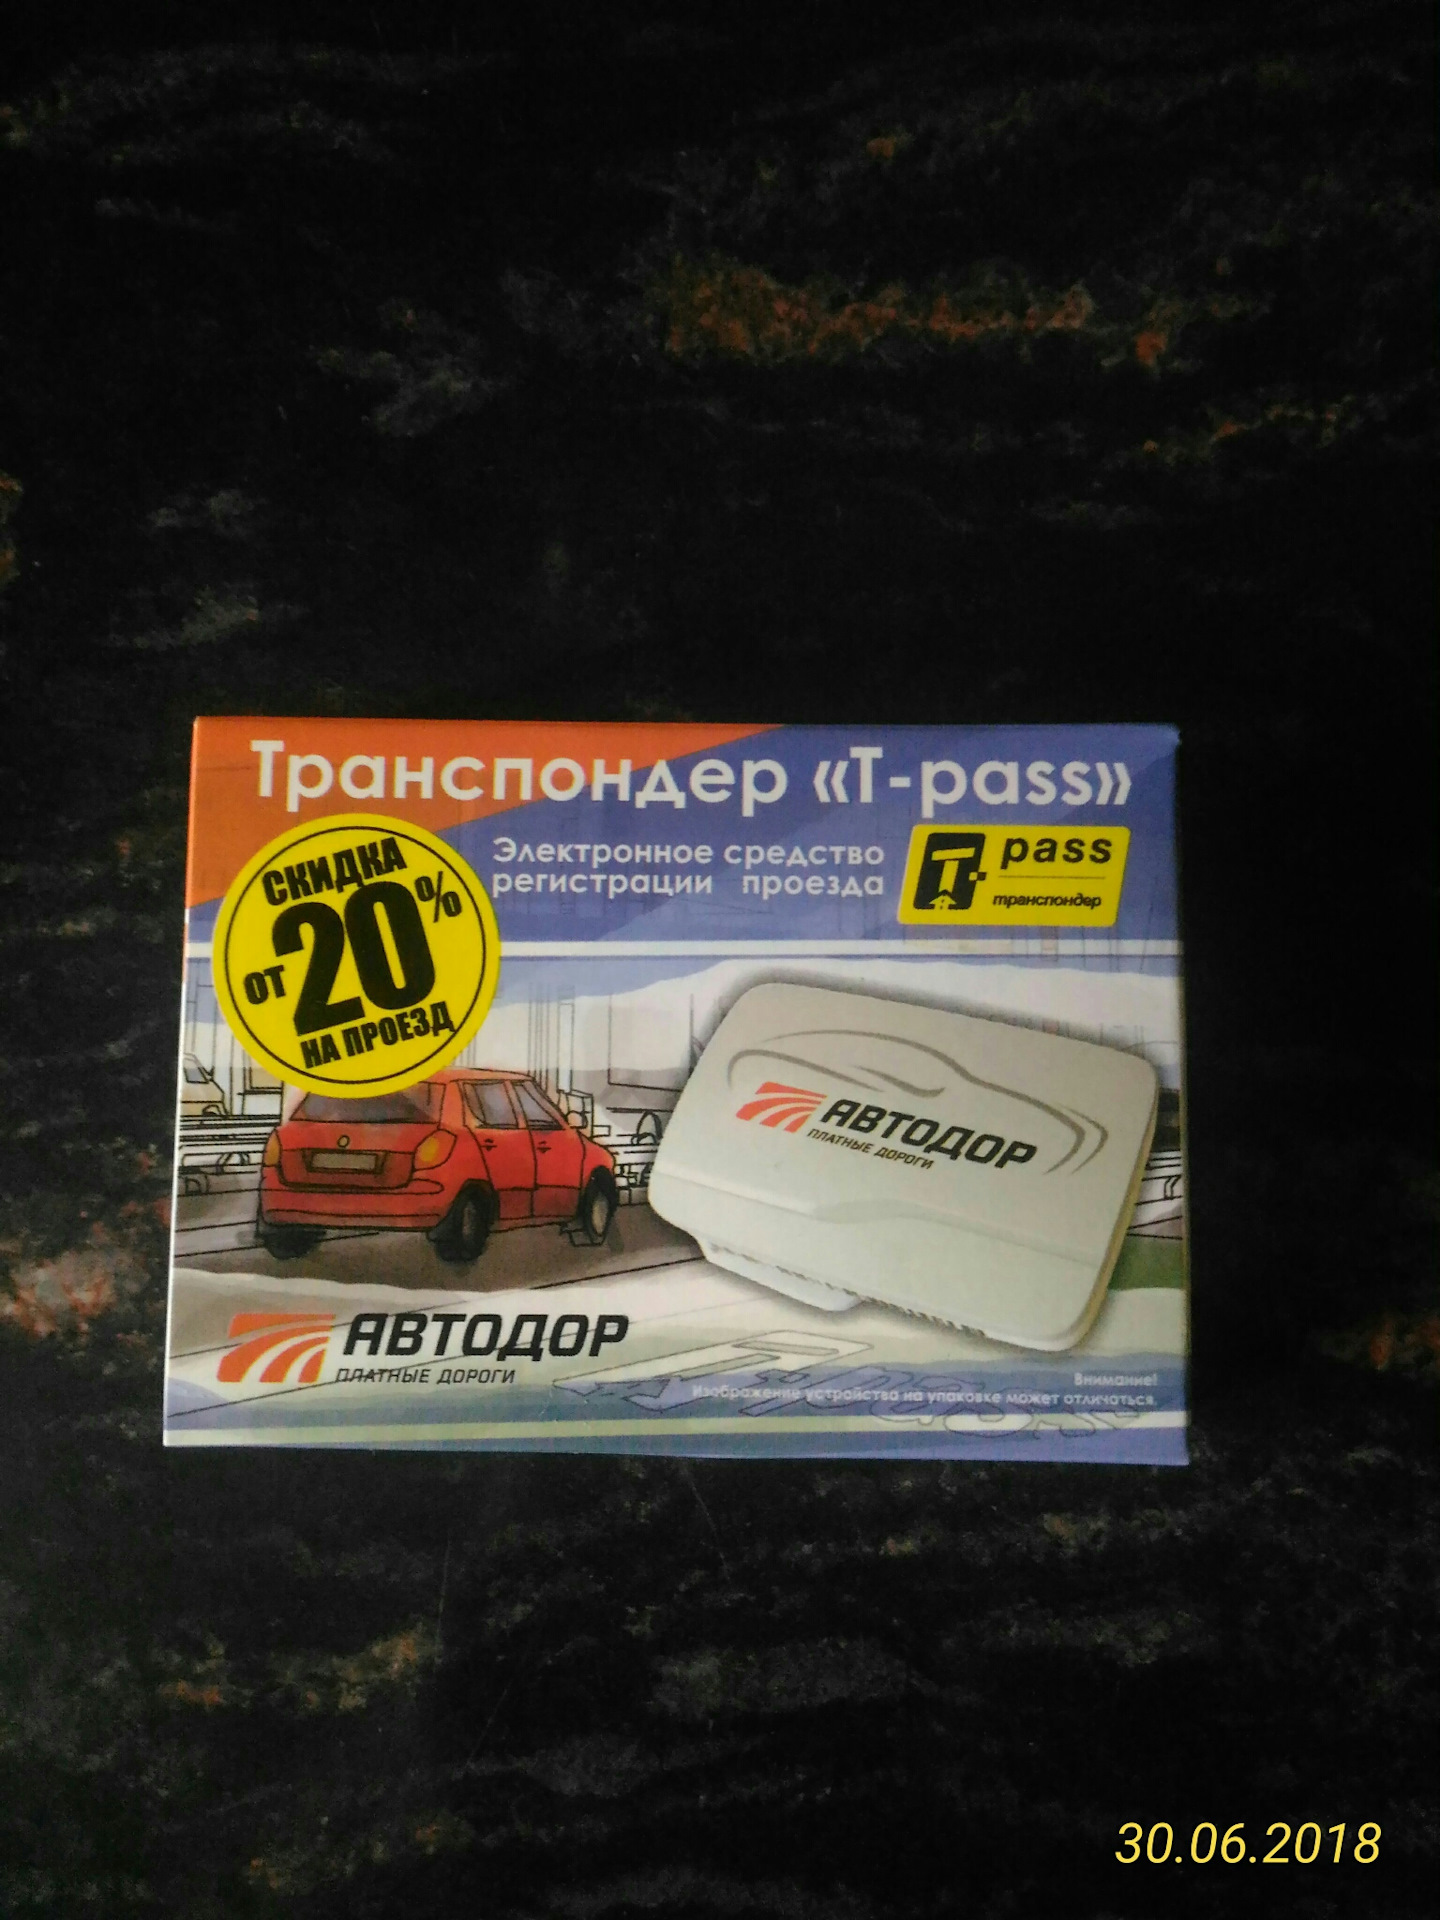 Транспондер «T-pass»
Электронное средство
регистрации проезда
T
pass
транспондер
СКИДКА
ОТ 20%
НА ПРОЕЗД
АВТОДОР
ПЛАТНЫЕ ДОРОГИ
АВТОДОР
ПЛАТНЫЕ ДОРОГИ
Внимание!
Изображение устройства на упаковке может отличаться.
T-pass
30.06.2018